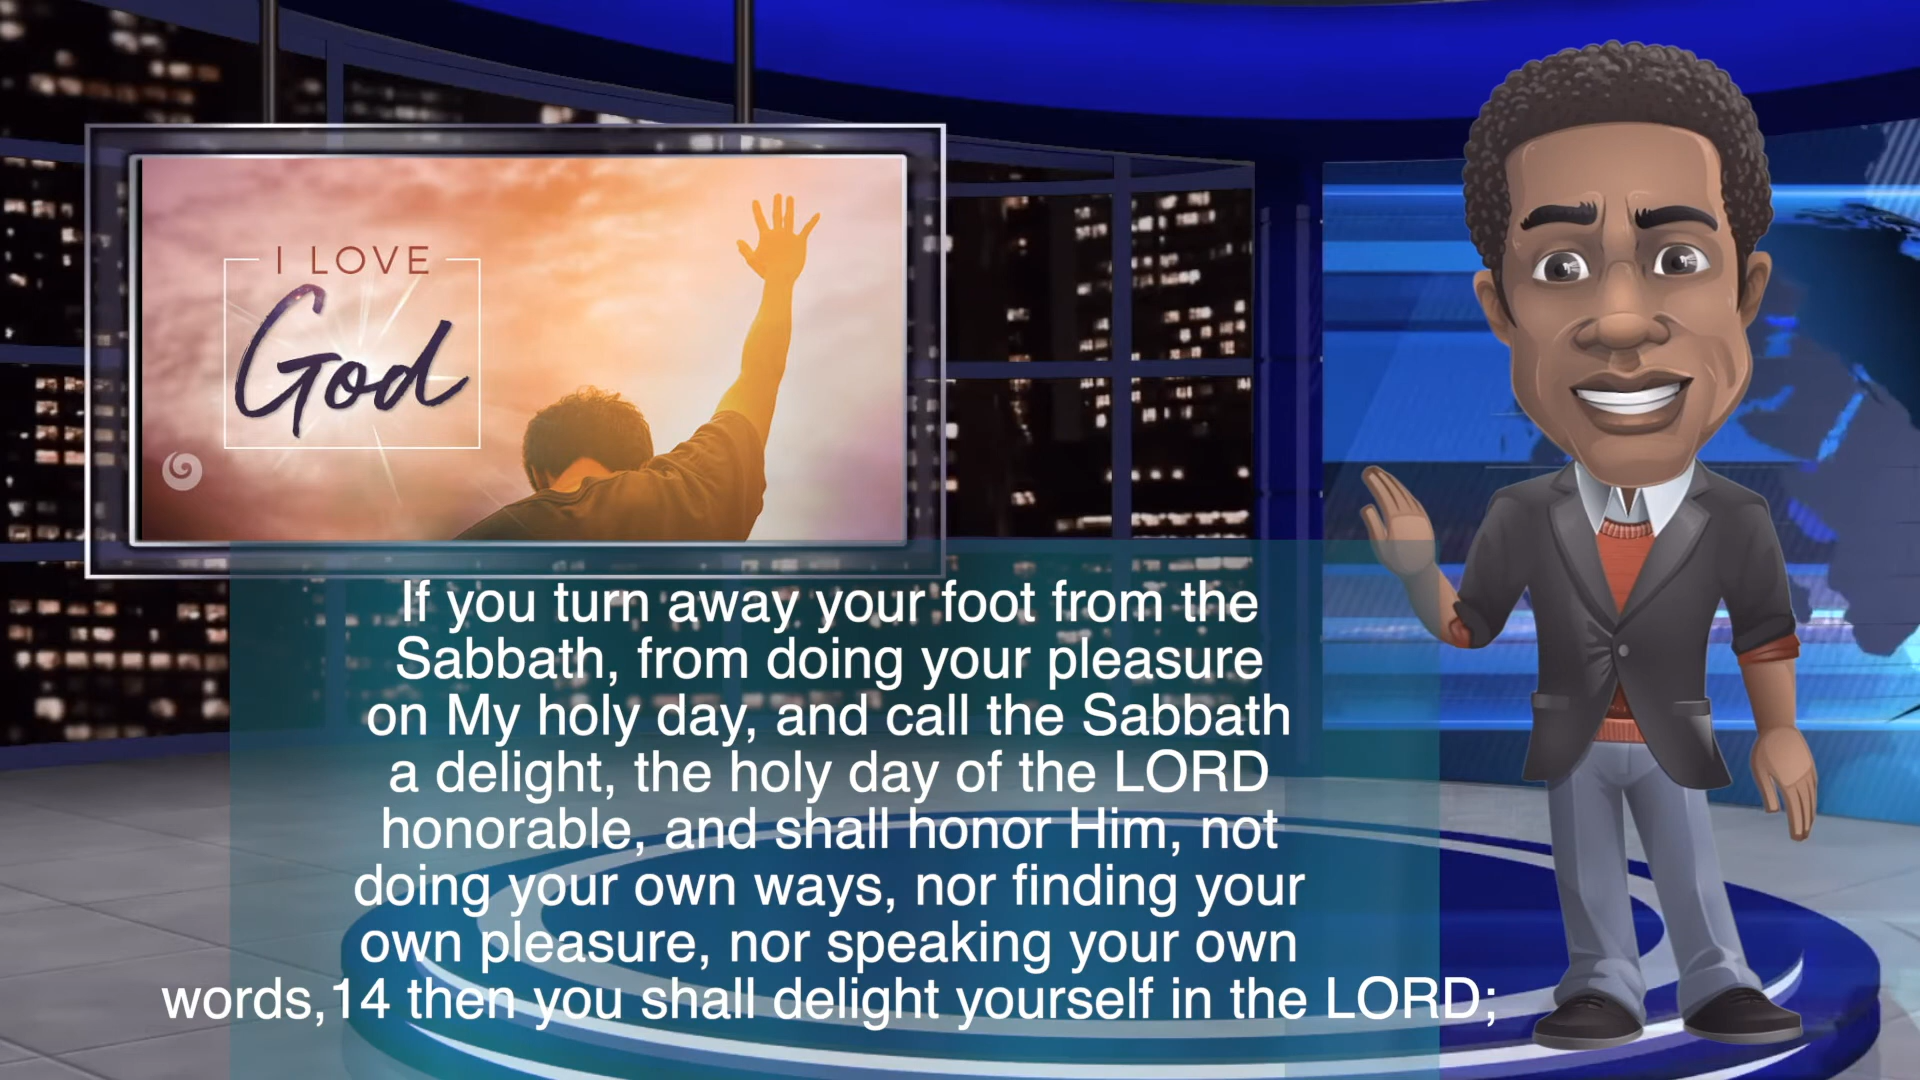 I LOVE
God
If you turn away your foot from the
Sabbath, from doing your pleasure
on My holy day, and call the Sabbath
a delight, the holy day of the LORD
honorable, and shall honor Him, not
doing your own ways, nor finding your
own pleasure, nor speaking your own
words,14 then you shall delight yourself in the LORD;